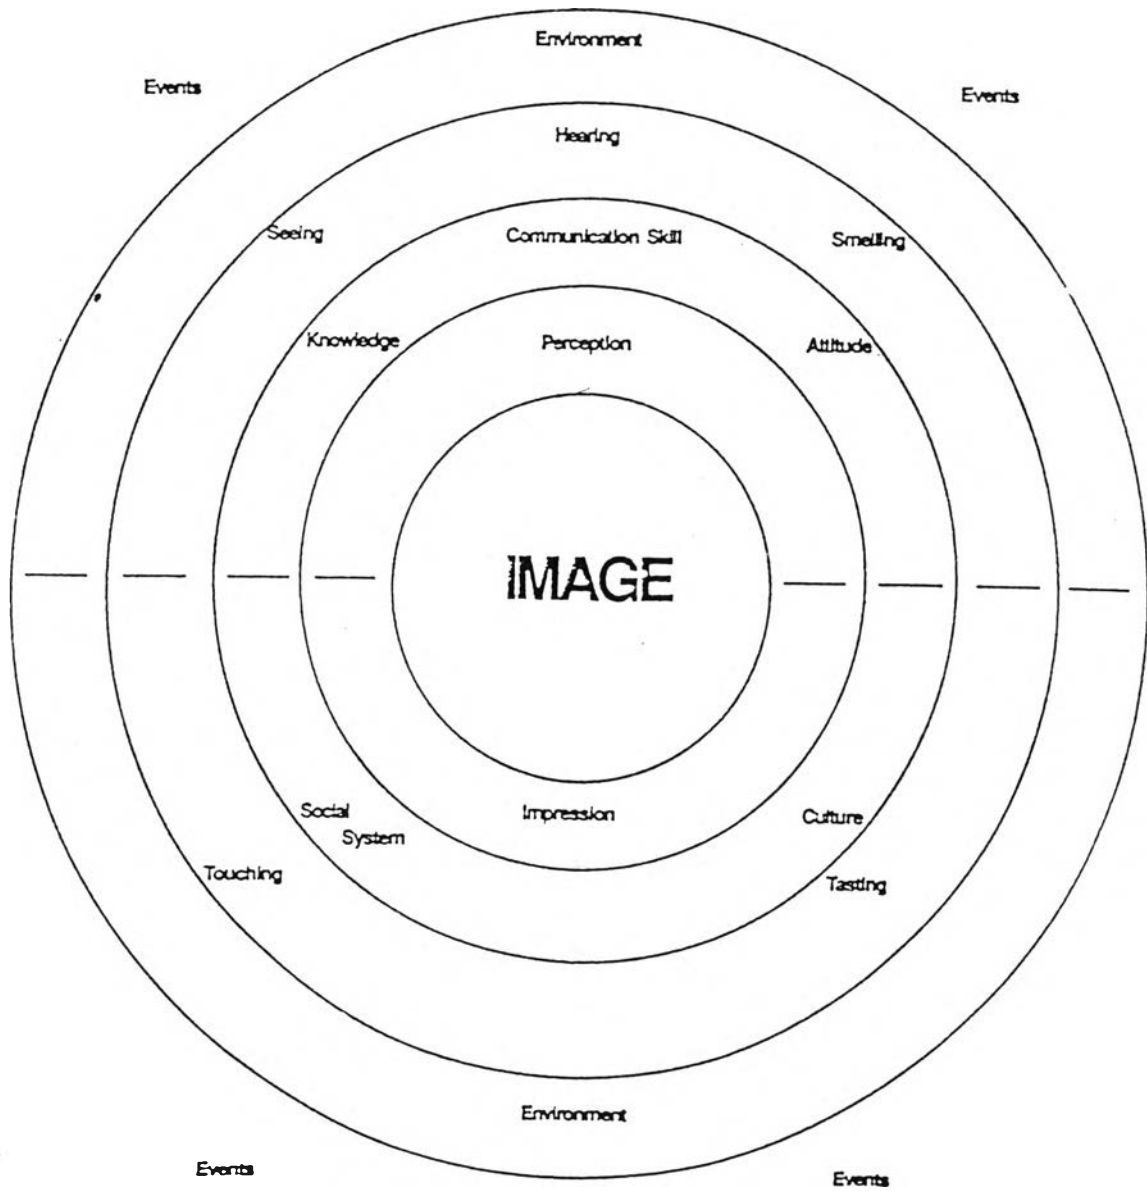 Environment
Events
Events
Hearing
Seeing
Communication Skill
Smelling
Knowledge
Perception
Attitude
IMAGE
Social
System
Impression
Culture
Touching
Tasting
Environment
Events
Events